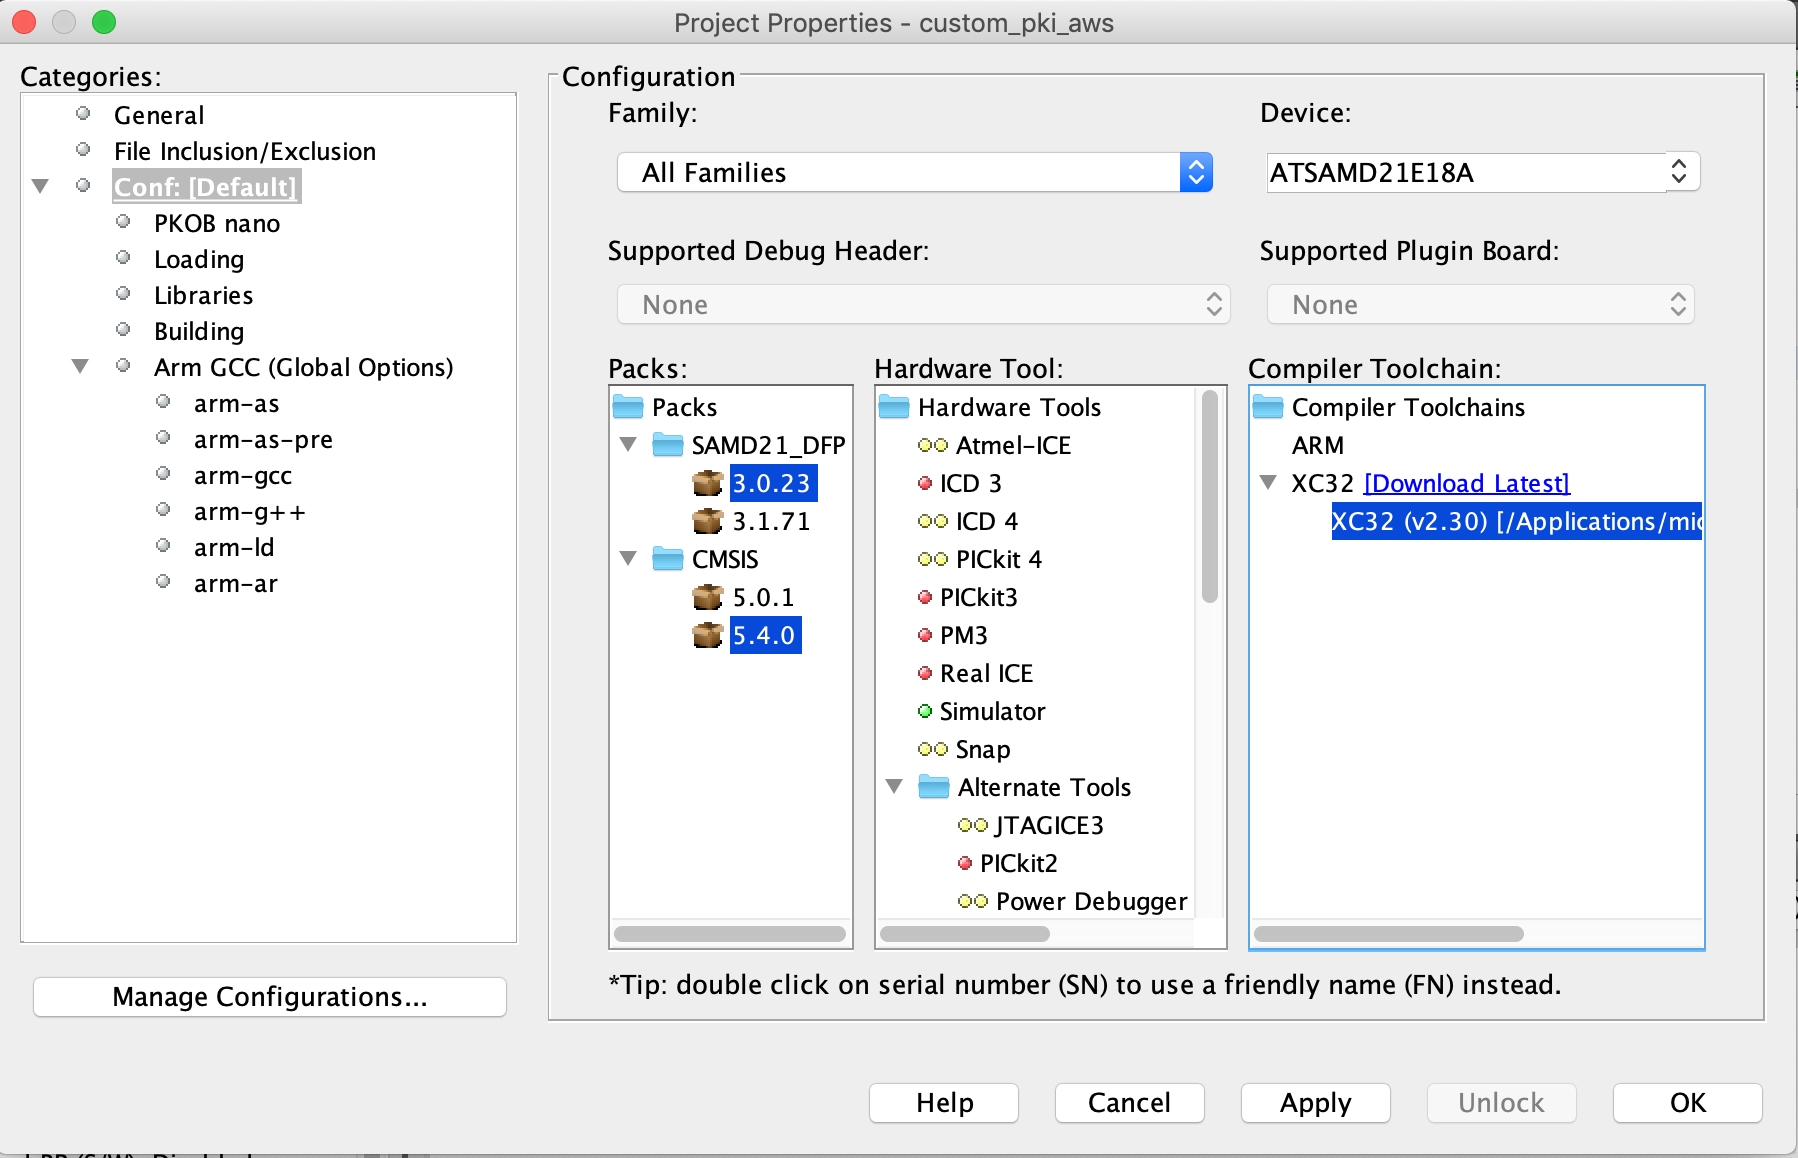 Project Properties - custom_pki_aws
Categories:
General
File Inclusion/Exclusion
Conf: [Default]
PKOB nano
Loading
Libraries
Building
Arm GCC (Global Options)
arm-as
arm-as-pre
arm-gcc
arm-g++
arm-ld
arm-ar
Manage Configurations...
Configuration
Family:
All Families
Device:
ATSAMD21E18A
Supported Debug Header:
None
Supported Plugin Board:
None
Packs:
Packs
SAMD21_DFP
3.0.23
3.1.71
CMSIS
5.0.1
5.4.0
Hardware Tool:
Hardware Tools
Atmel-ICE
ICD 3
ICD 4
PICkit 4
PICkit3
PM3
Real ICE
Simulator
Snap
Alternate Tools
JTAGICE3
PICkit2
Power Debugger
Compiler Toolchain:
Compiler Toolchains
ARM
XC32 [Download Latest]
XC32 (v2.30) [/Applications/mic
*Tip: double click on serial number (SN) to use a friendly name (FN) instead.
Help
Cancel
Apply
Unlock
OK